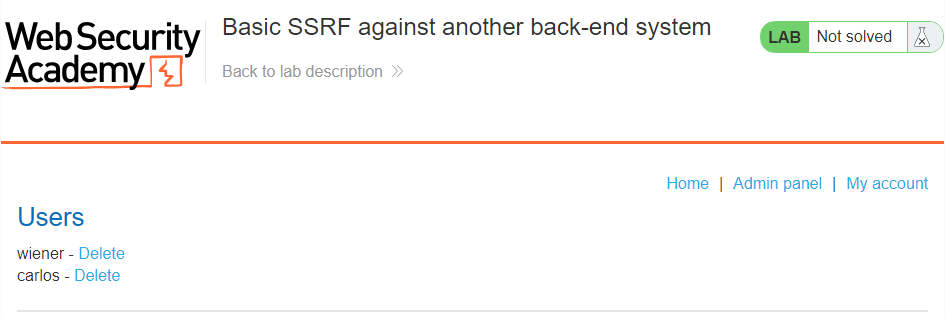 Web Security
Academy
Basic SSRF against another back-end system
Back to lab description
LAB Not solved
Home | Admin panel | My account
Users
wiener - Delete
carlos - Delete